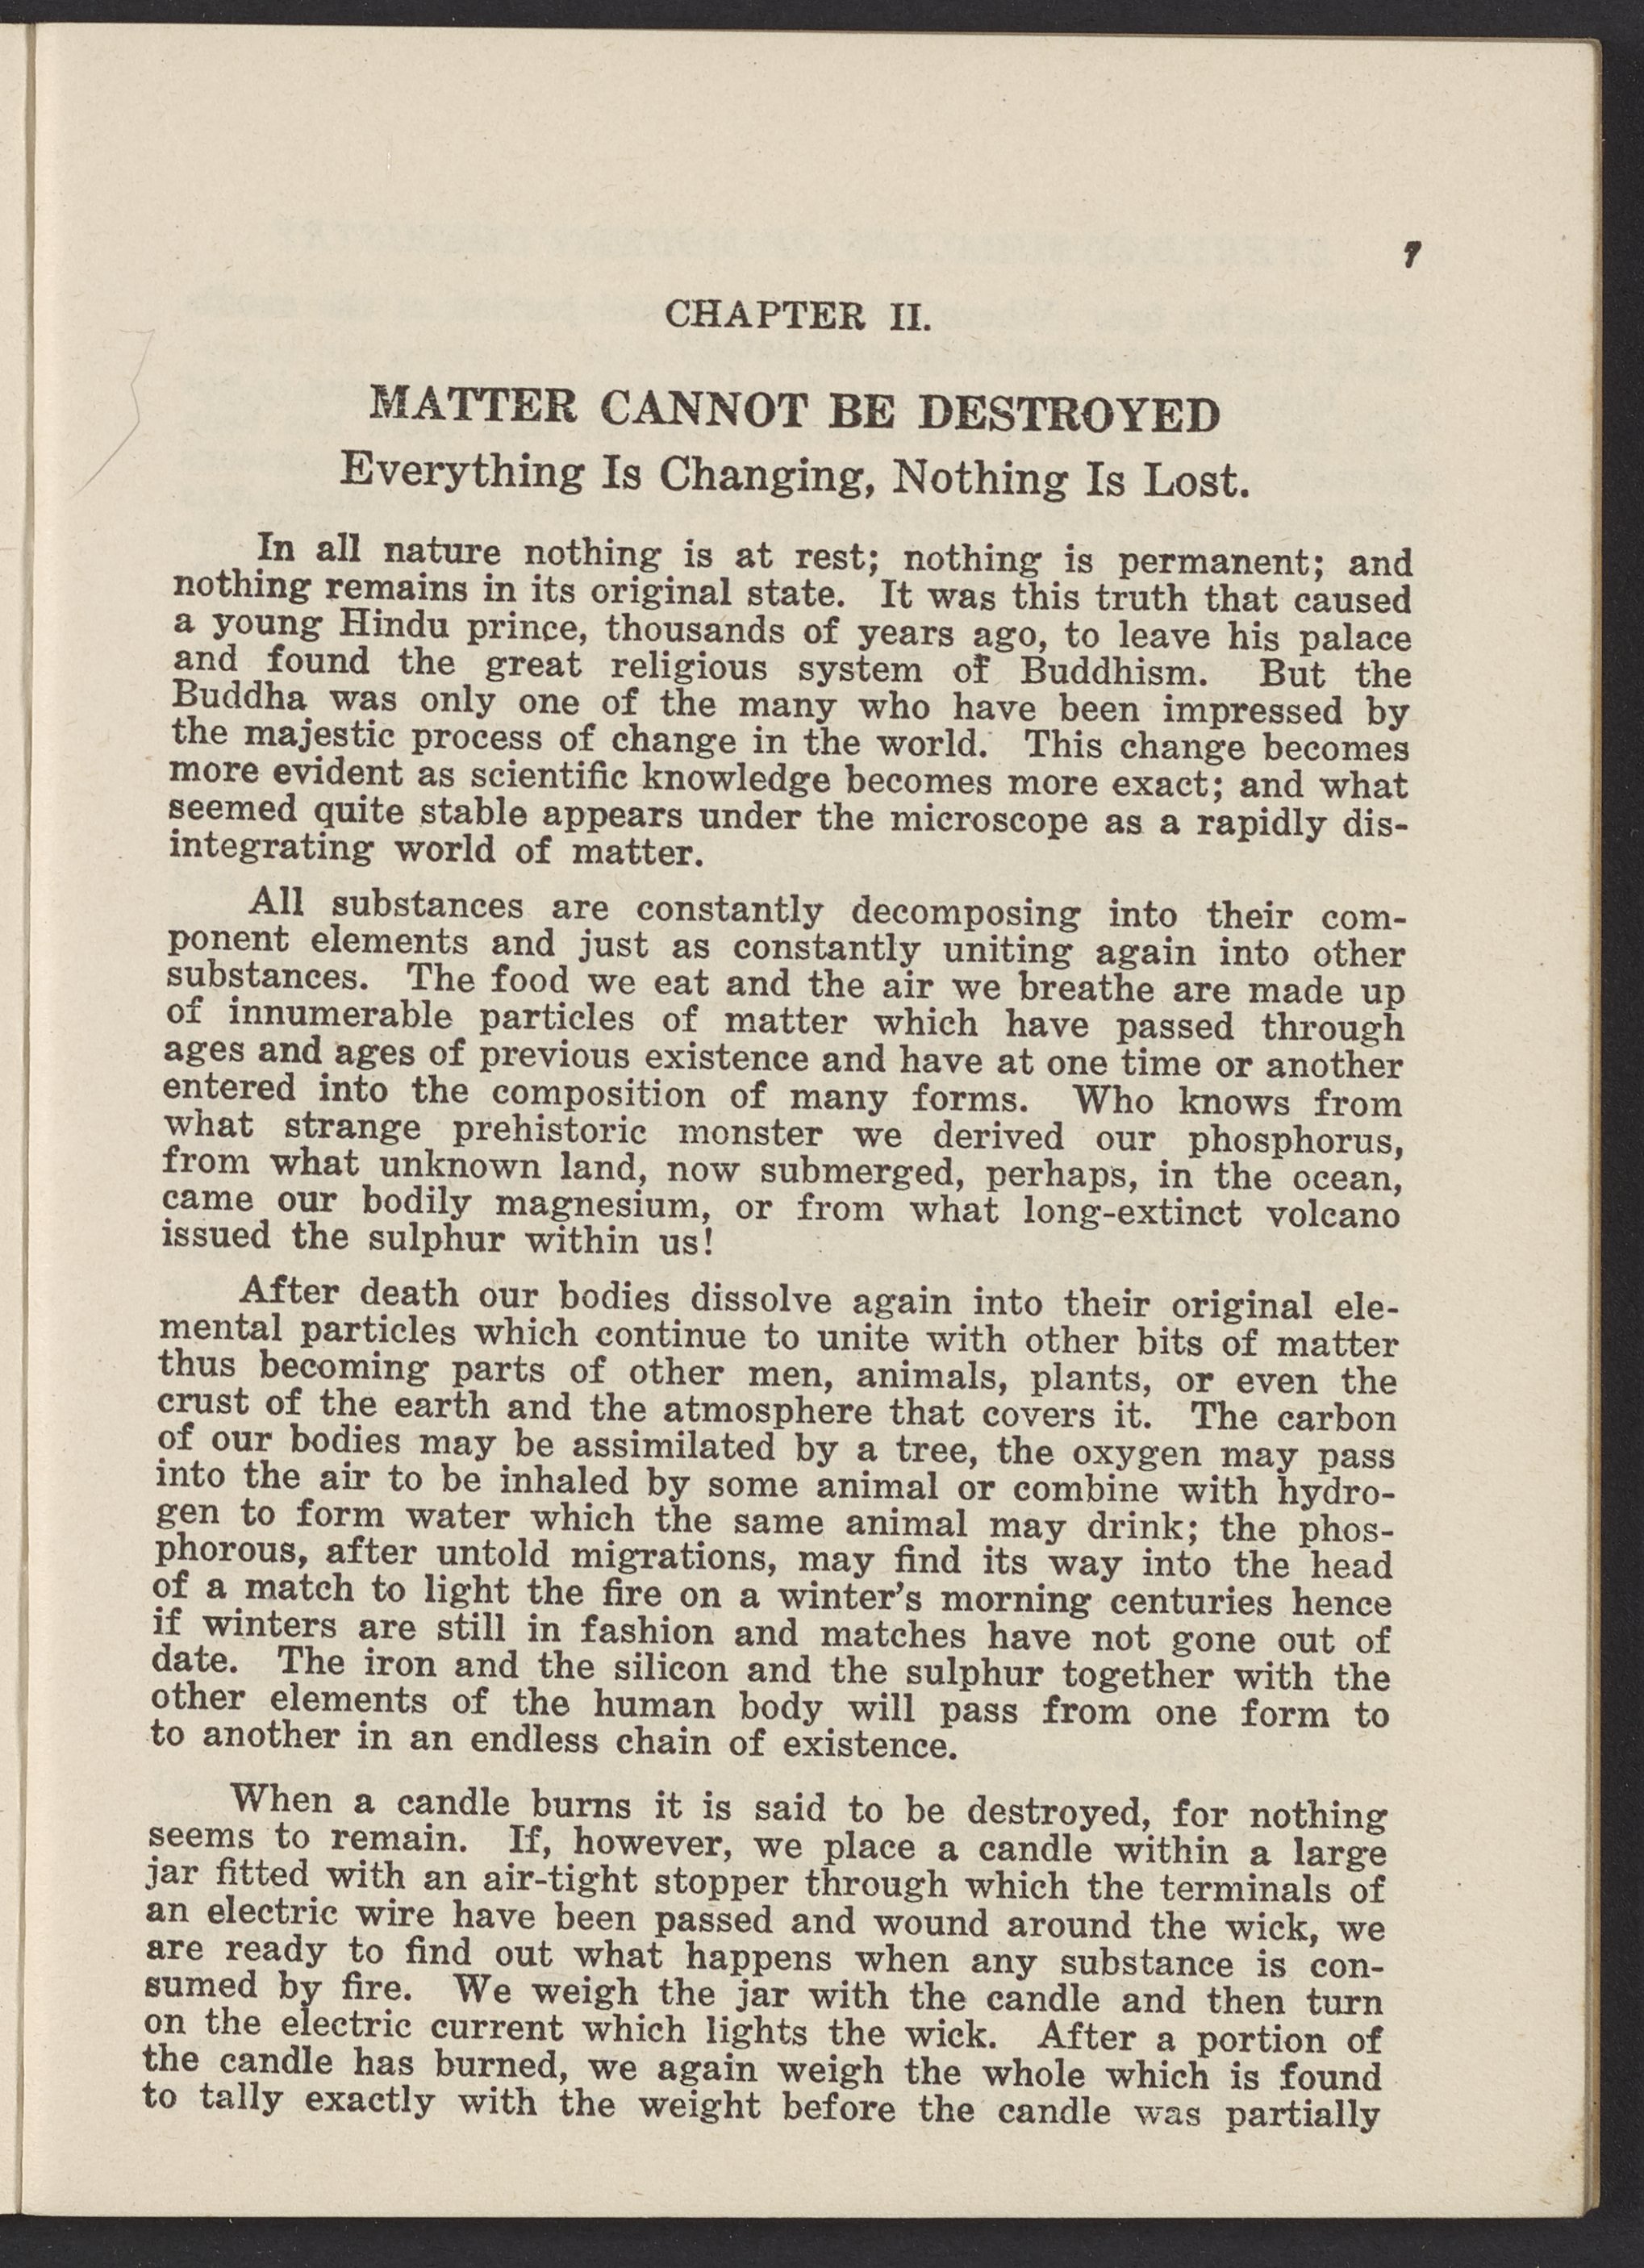 7
CHAPTER II.
MATTER CANNOT BE DESTROYED
Everything Is Changing, Nothing Is Lost.
In all nature nothing is at rest; nothing is permanent; and
nothing remains in its original state. It was this truth that caused
a young Hindu prince, thousands of years ago, to leave his palace
and found the great religious system of Buddhism. But the
Buddha was only one of the many who have been impressed by
the majestic process of change in the world. This change becomes
more evident as scientific knowledge becomes more exact; and what
seemed quite stable appears under the microscope as a rapidly dis-
integrating world of matter.
All substances are constantly decomposing into their com-
ponent elements and just as constantly uniting again into other
substances. The food we eat and the air we breathe are made up
of innumerable particles of matter which have passed through
ages and ages of previous existence and have at one time or another
entered into the composition of many forms. Who knows from
what strange prehistoric monster we derived our phosphorus,
from what unknown land, now submerged, perhaps, in the ocean,
came our bodily magnesium, or from what long-extinct volcano
issued the sulphur within us!
After death our bodies dissolve again into their original ele-
mental particles which continue to unite with other bits of matter
thus becoming parts of other men, animals, plants, or even the
crust of the earth and the atmosphere that covers it. The carbon
of our bodies may be assimilated by a tree, the oxygen may pass
into the air to be inhaled by some animal or combine with hydro-
gen to form water which the same animal may drink; the phos-
phorous, after untold migrations, may find its way into the head
of a match to light the fire on a winter's morning centuries hence
if winters are still in fashion and matches have not gone out of
date. The iron and the silicon and the sulphur together with the
other elements of the human body will pass from one form to
to another in an endless chain of existence.
When a candle burns it is said to be destroyed, for nothing
seems to remain. If, however, we place a candle within a large
jar fitted with an air-tight stopper through which the terminals of
an electric wire have been passed and wound around the wick, we
are ready to find out what happens when any substance is con-
sumed by fire. We weigh the jar with the candle and then turn
on the electric current which lights the wick. After a portion of
the candle has burned, we again weigh the whole which is found
to tally exactly with the weight before the candle was partially